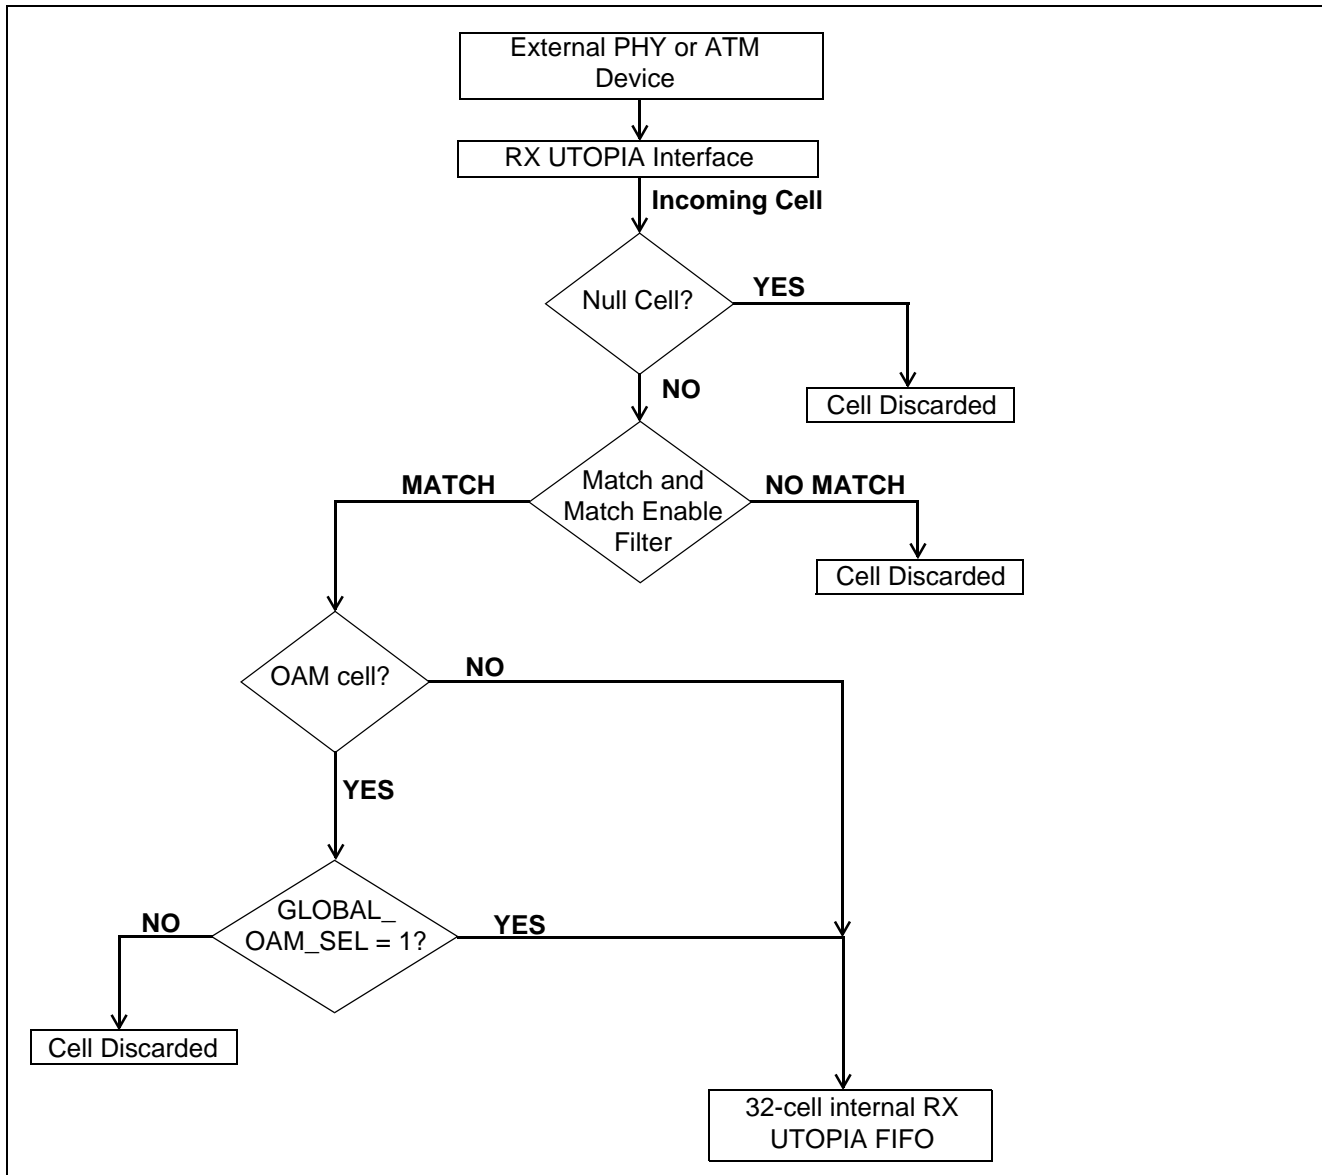 External PHY or ATM
Device
RX UTOPIA Interface
Incoming Cell
Null Cell?
YES
NO
Cell Discarded
MATCH
Match and
Match Enable
Filter
NO MATCH
Cell Discarded
OAM cell?
NO
YES
GLOBAL_
OAM_SEL = 1?
NO
YES
Cell Discarded
32-cell internal RX
UTOPIA FIFO